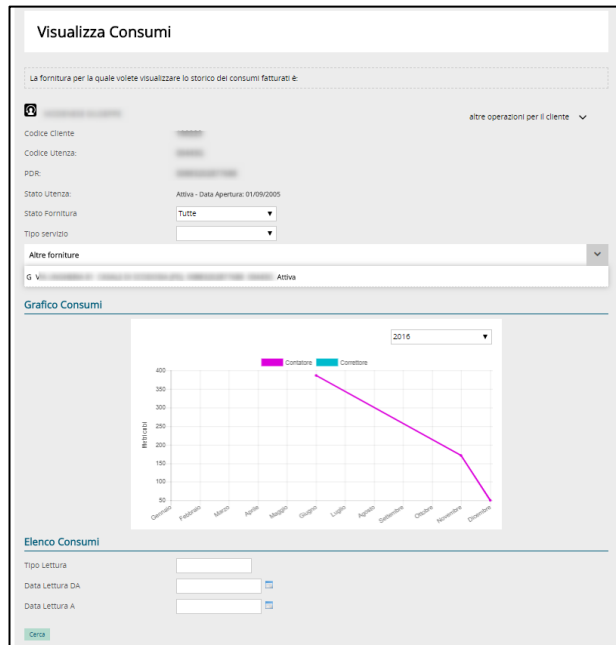 Visualizza Consumi
La fornitura per la quale volete visualizzare lo storico dei consumi fatturati è:
altre operazioni per il cliente
Codice Cliente
Codice Utenza:
PDR:
Stato Utenza: Attiva - Data Apertura: 01/09/2005
Stato Fornitura Tutte
Tipo servizio
Altre forniture
G V Attiva
Grafico Consumi
2016
Contatore Correttore
400
350
300
250
200
150
100
50
Metricubi
Gennaio Febbraio Marzo Aprile Maggio Giugno Luglio Agosto Settembre Ottobre Novembre Dicembre
Elenco Consumi
Tipo Lettura
Data Lettura DA
Data Lettura A
Cerca